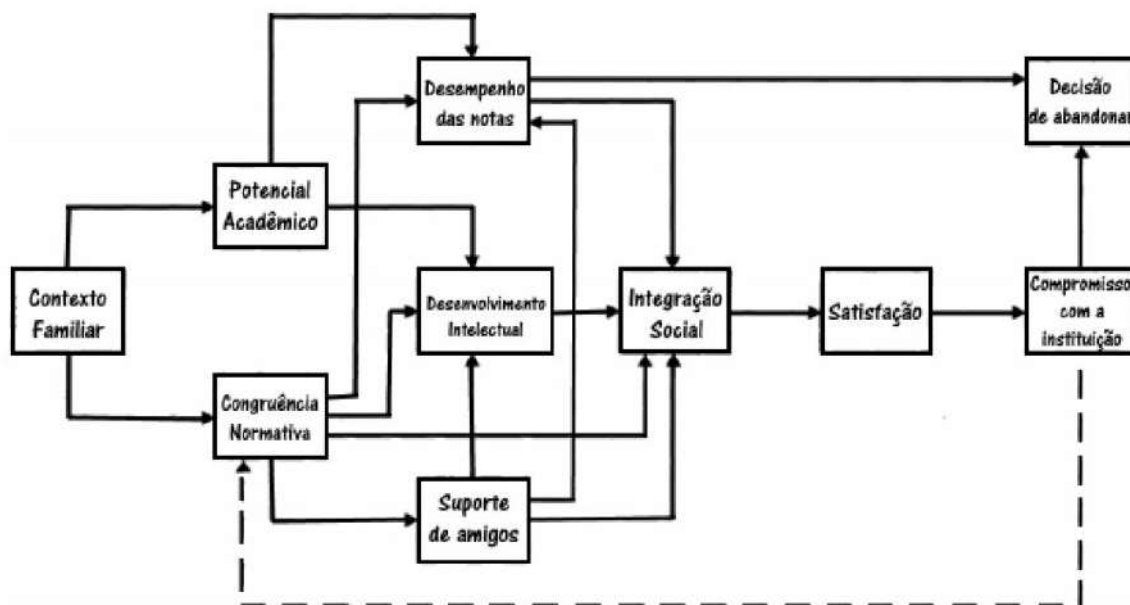 Desempenho
das notas
Decisão
de abandonar
Potencial
Acadêmico
Contexto
Familiar
Desenvolvimento
Intelectual
Integração
Social
Satisfação
Compromisso
com a
instituição
Congruência
Normativa
Suporte
de amigos